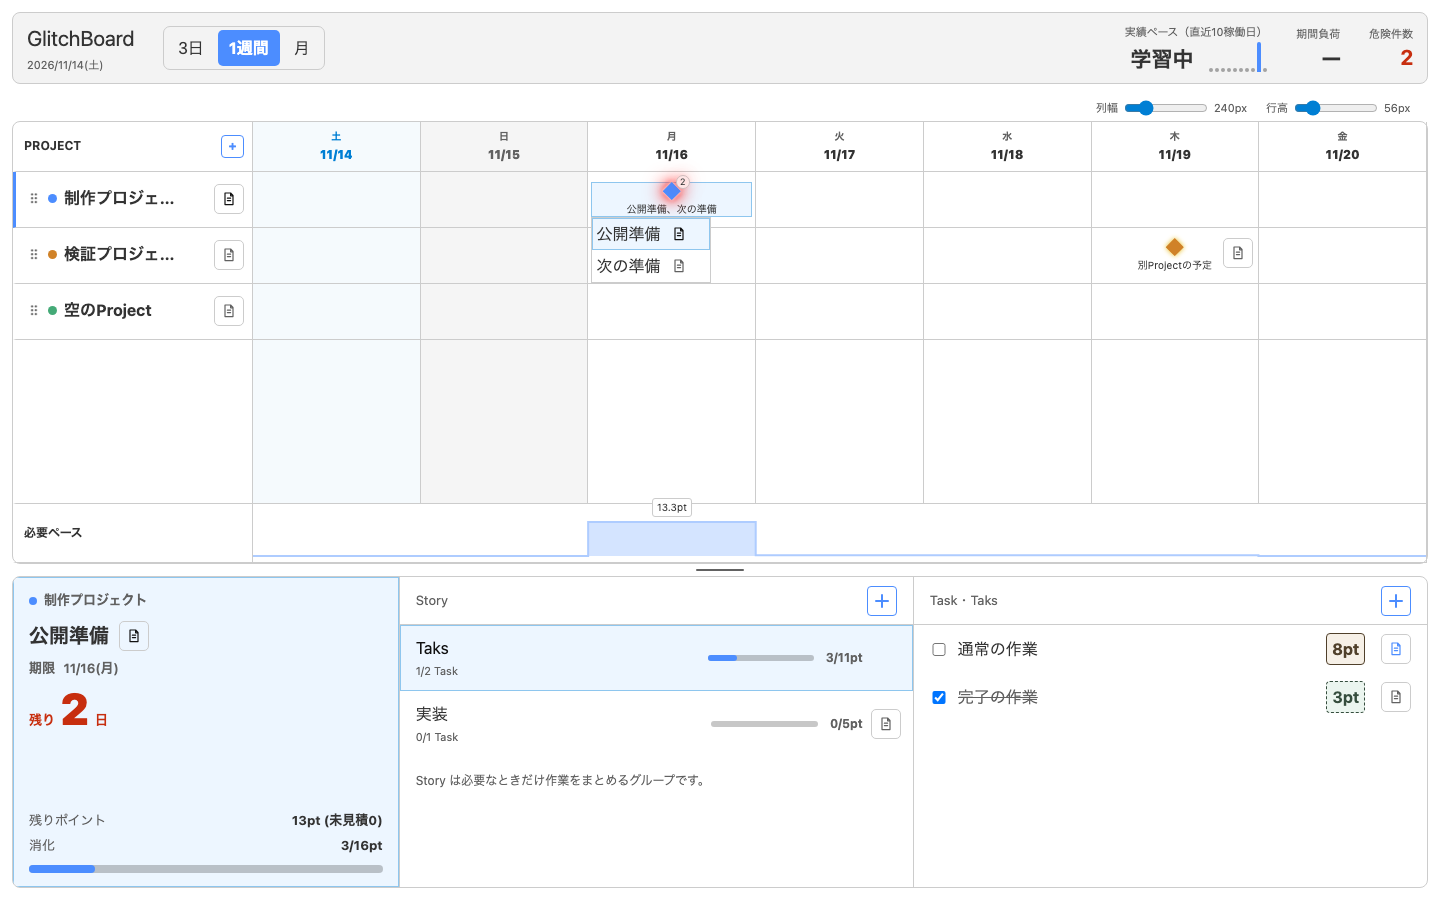 GlitchBoard
2026/11/14(土)
3日 1週間 月
実績ペース（直近10稼働日）
学習中
期間負荷
—
危険件数
2
列幅 240px 行高 56px
PROJECT +
土 11/14
日 11/15
月 11/16
火 11/17
水 11/18
木 11/19
金 11/20
制作プロジェ...
2
公開準備、次の準備
公開準備
次の準備
検証プロジェ...
別Projectの予定
空のProject
必要ペース
13.3pt
制作プロジェクト
公開準備
期限 11/16(月)
残り 2 日
残りポイント 13pt (未見積0)
消化 3/16pt
Story +
Taks
1/2 Task
3/11pt
実装
0/1 Task
0/5pt
Story は必要なときだけ作業をまとめるグループです。
Task・Taks +
通常の作業 8pt
完了の作業 3pt